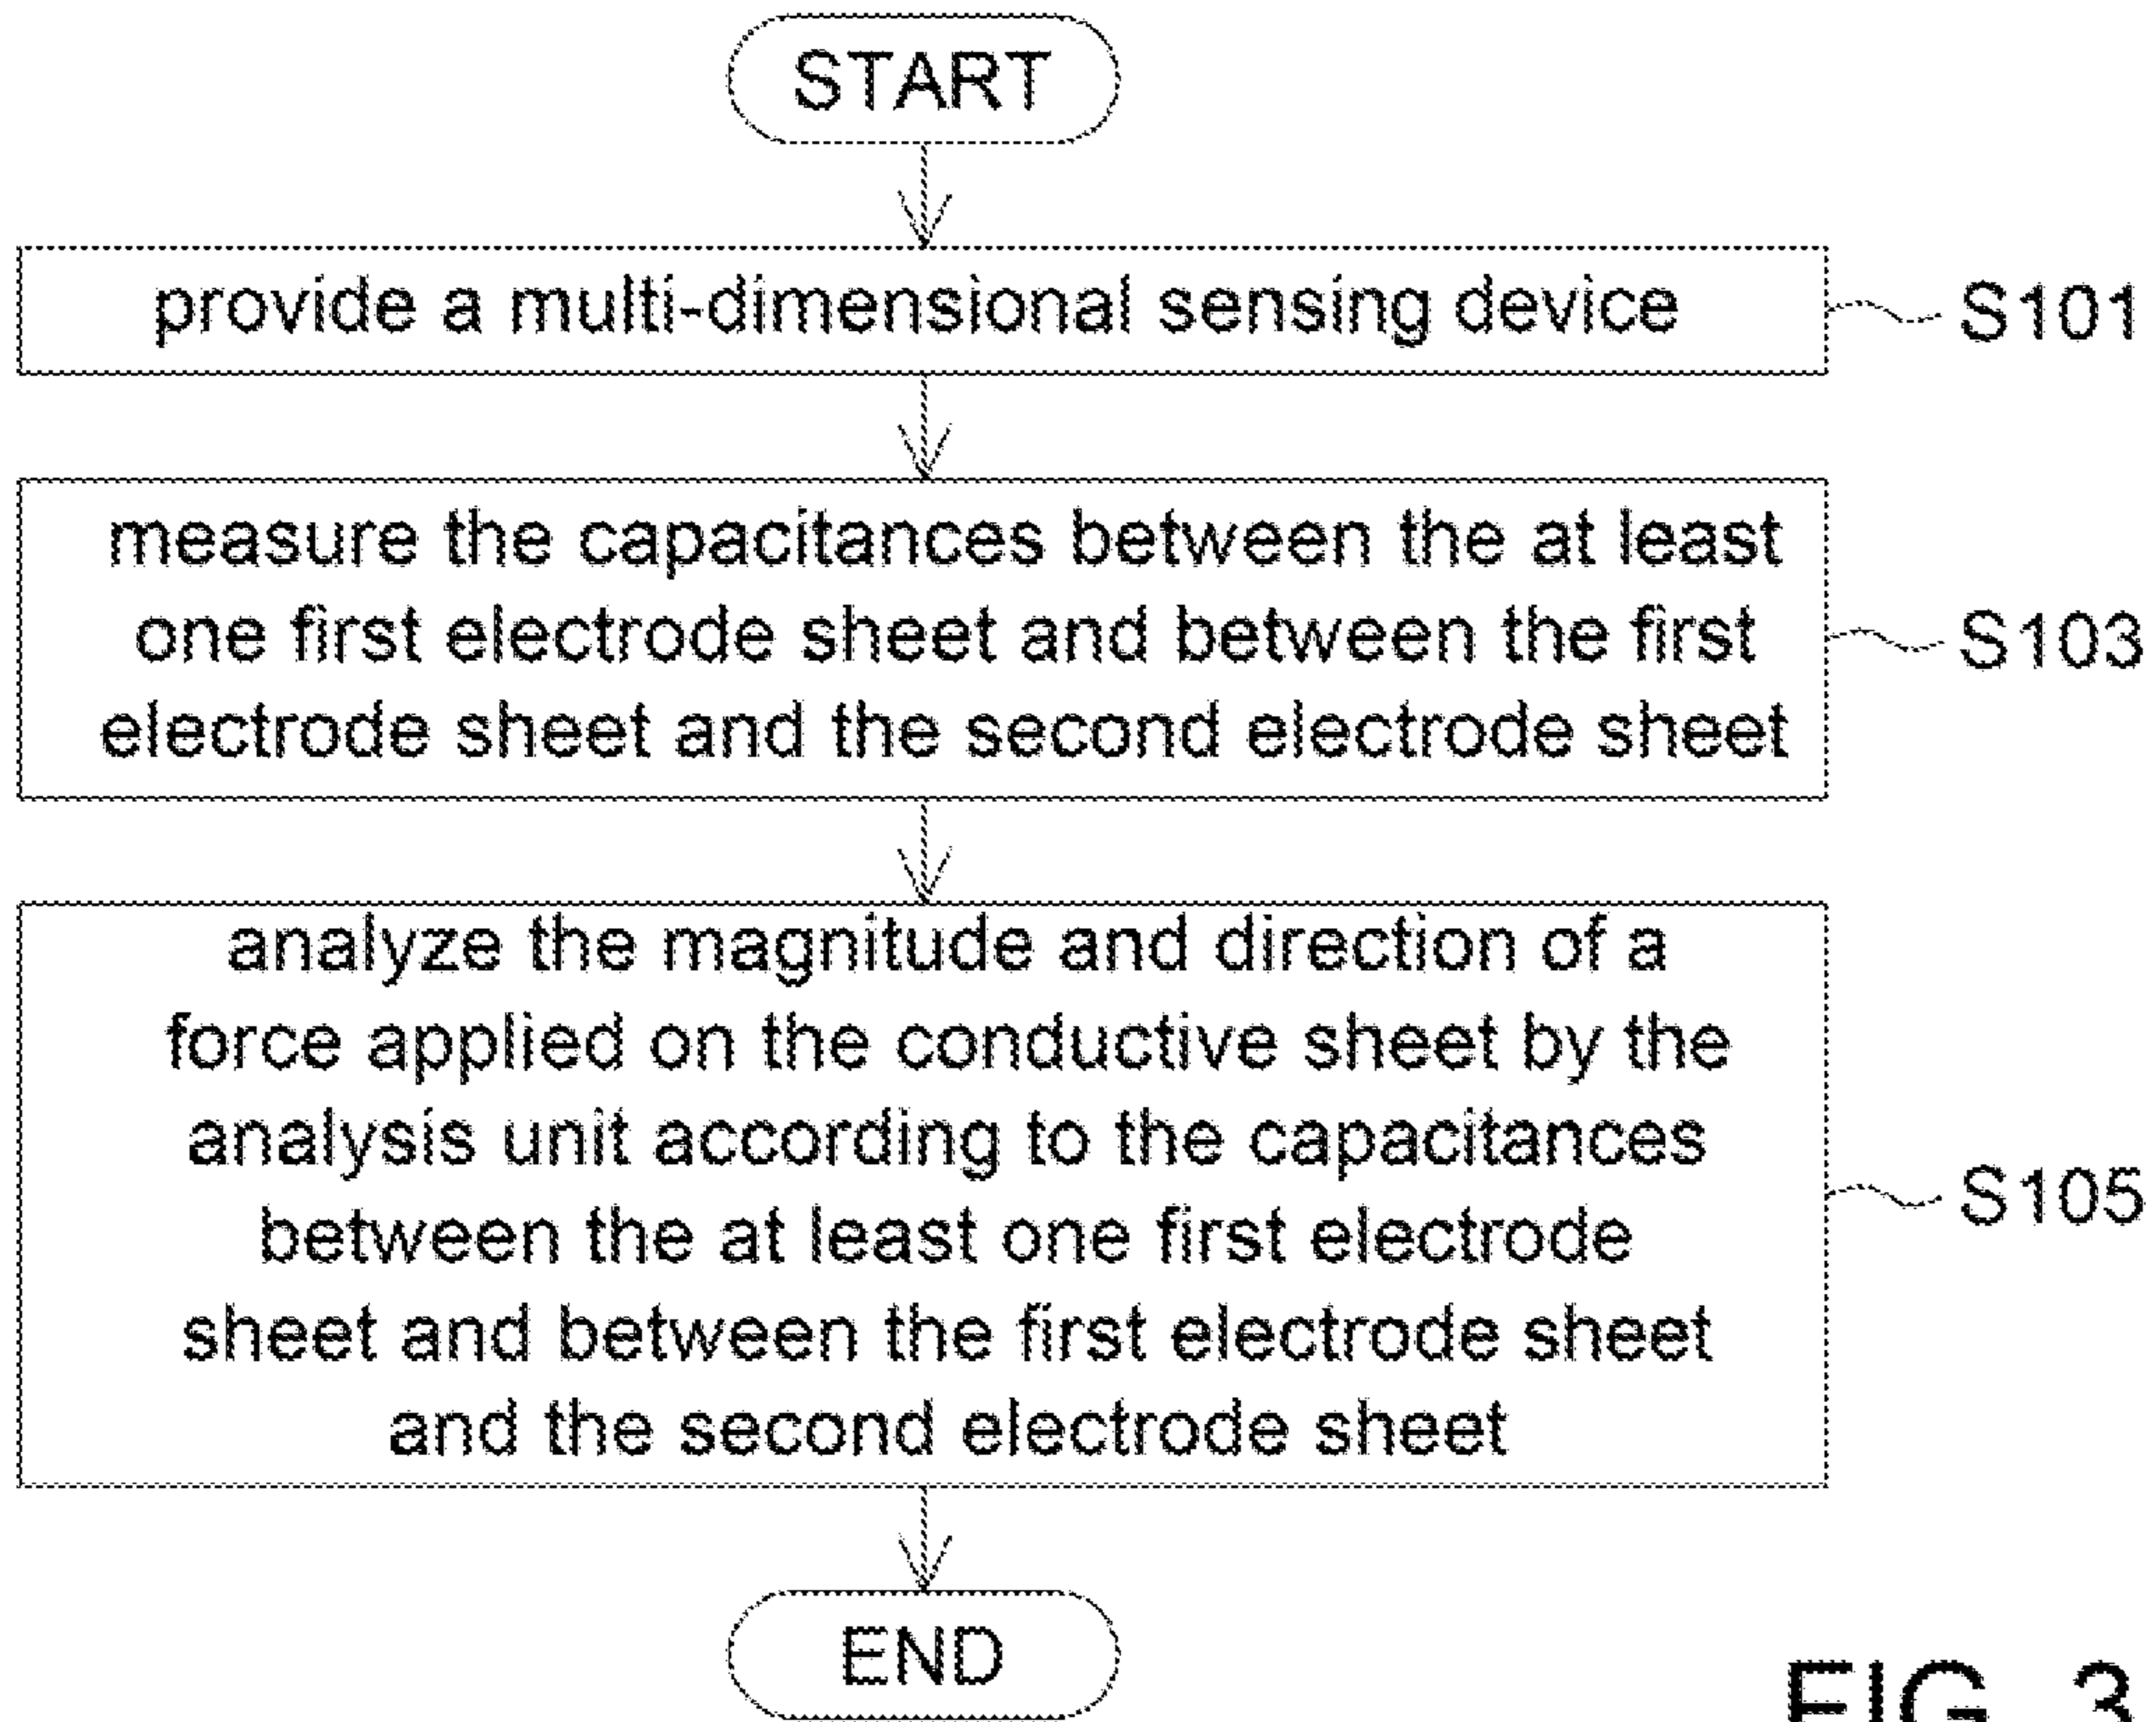 START
provide a multi-dimensional sensing device
S101
measure the capacitances between the at least
one first electrode sheet and between the first
electrode sheet and the second electrode sheet
S103
analyze the magnitude and direction of a
force applied on the conductive sheet by the
analysis unit according to the capacitances
between the at least one first electrode
sheet and between the first electrode sheet
and the second electrode sheet
S105
END
FIG. 3